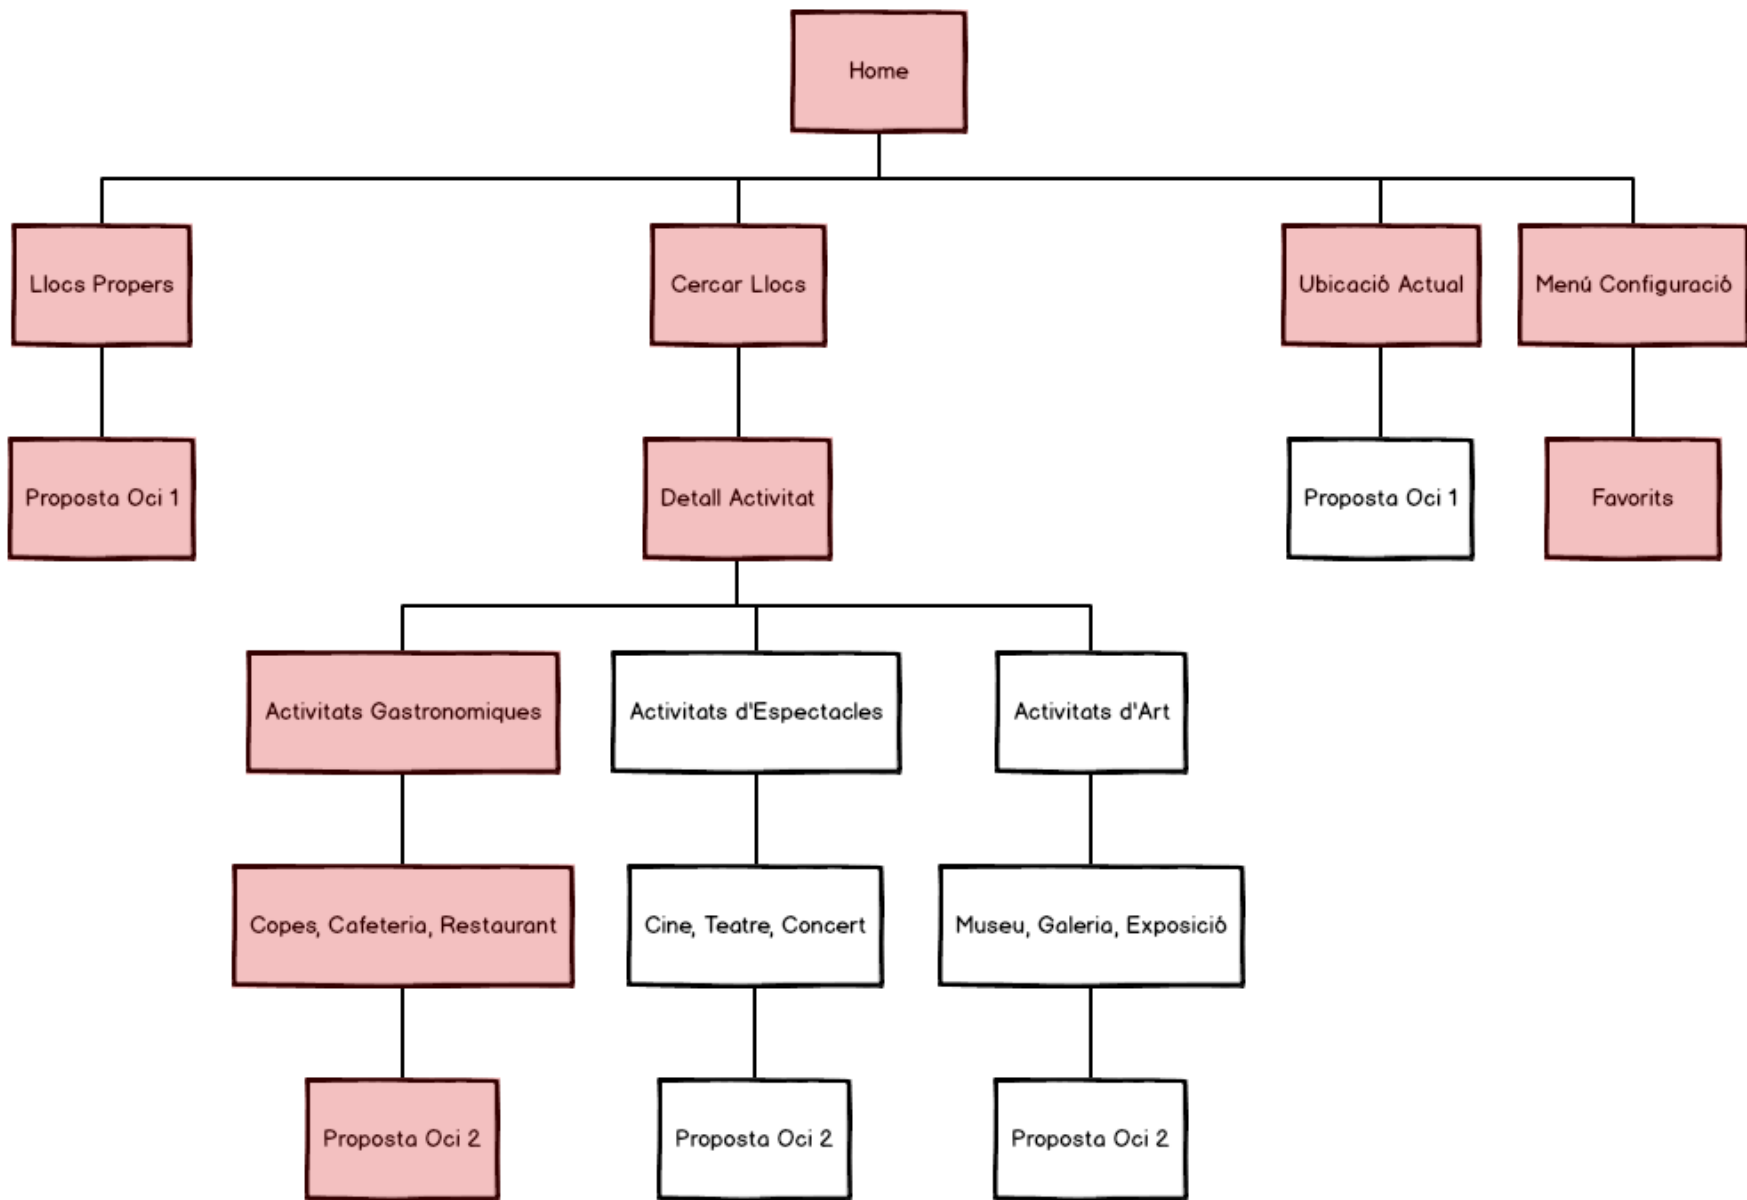 Home
Llocs Propers
Cercar Llocs
Ubicació Actual
Menú Configuració
Proposta Oci 1
Detall Activitat
Proposta Oci 1
Favorits
Activitats Gastronomiques
Activitats d'Espectacles
Activitats d'Art
Copes, Cafeteria, Restaurant
Cine, Teatre, Concert
Museu, Galeria, Exposició
Proposta Oci 2
Proposta Oci 2
Proposta Oci 2